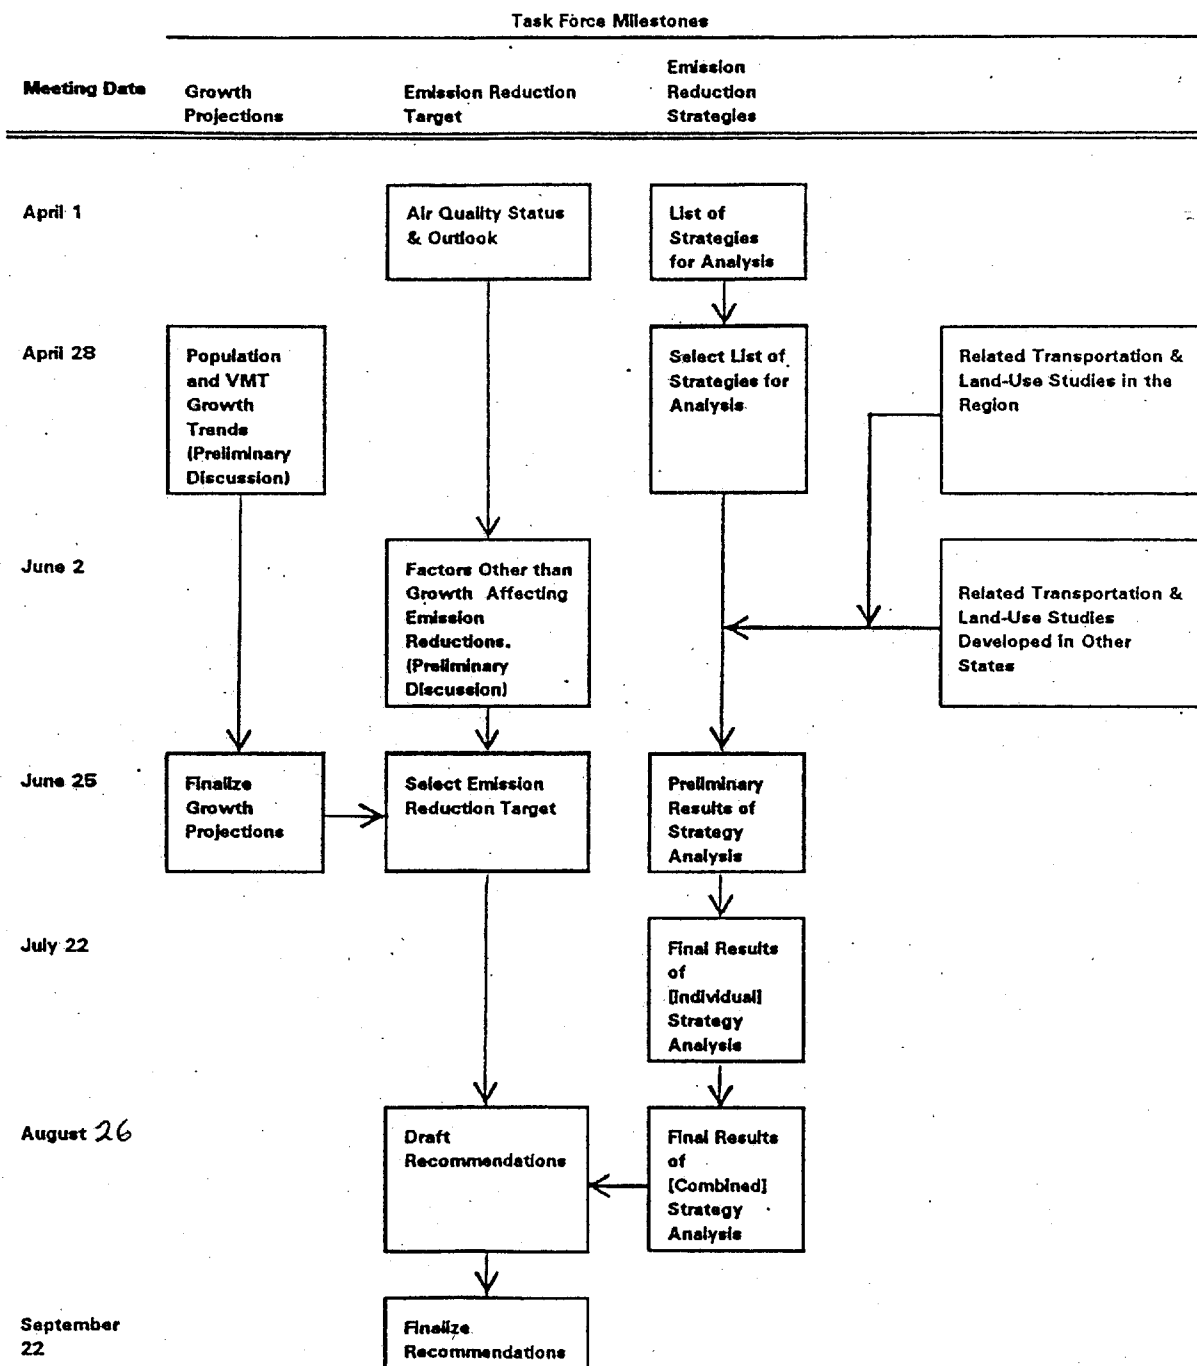 Task Force Milestones
Meeting Date
Growth
Projections
Emission Reduction
Target
Emission
Reduction
Strategies
April 1
Air Quality Status
& Outlook
List of
Strategies
for Analysis
April 28
Population
and VMT
Growth
Trends
(Preliminary
Discussion)
Select List of
Strategies for
Analysis
Related Transportation &
Land-Use Studies in the
Region
June 2
Factors Other than
Growth Affecting
Emission
Reductions.
(Preliminary
Discussion)
Related Transportation &
Land-Use Studies
Developed in Other
States
June 25
Finalize
Growth
Projections
Select Emission
Reduction Target
Preliminary
Results of
Strategy
Analysis
July 22
Final Results
of
[Individual]
Strategy
Analysis
August 26
Draft
Recommendations
Final Results
of
[Combined]
Strategy
Analysis
September
22
Finalize
Recommendations